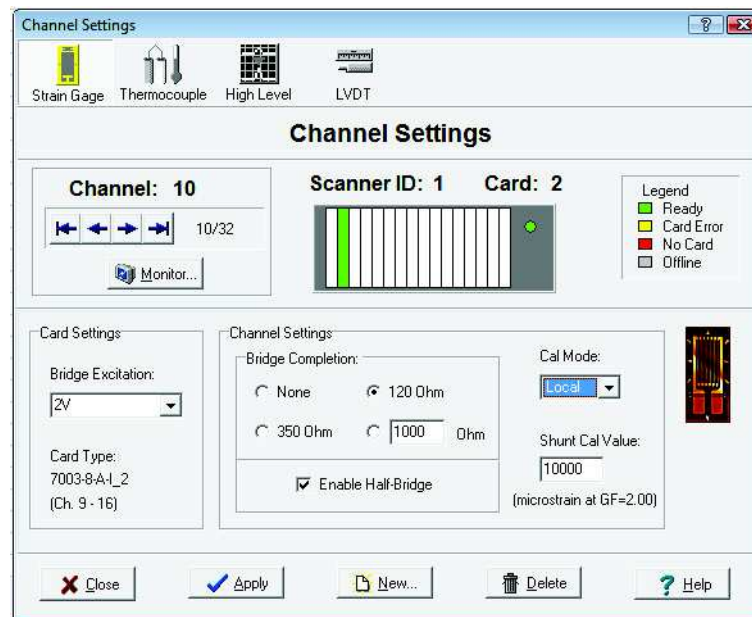 Channel Settings
Strain Gage Thermocouple High Level LVDT
Channel Settings
Channel: 10
10/32
Monitor...
Scanner ID: 1 Card: 2
Legend
Ready
Card Error
No Card
Offline
Card Settings
Bridge Excitation:
2V
Card Type:
7003-8-A-I_2
(Ch. 9 - 16)
Channel Settings
Bridge Completion:
None 120 Ohm
350 Ohm 1000 Ohm
Enable Half-Bridge
Cal Mode:
Local
Shunt Cal Value:
10000
(microstrain at GF=2.00)
Close Apply New... Delete Help